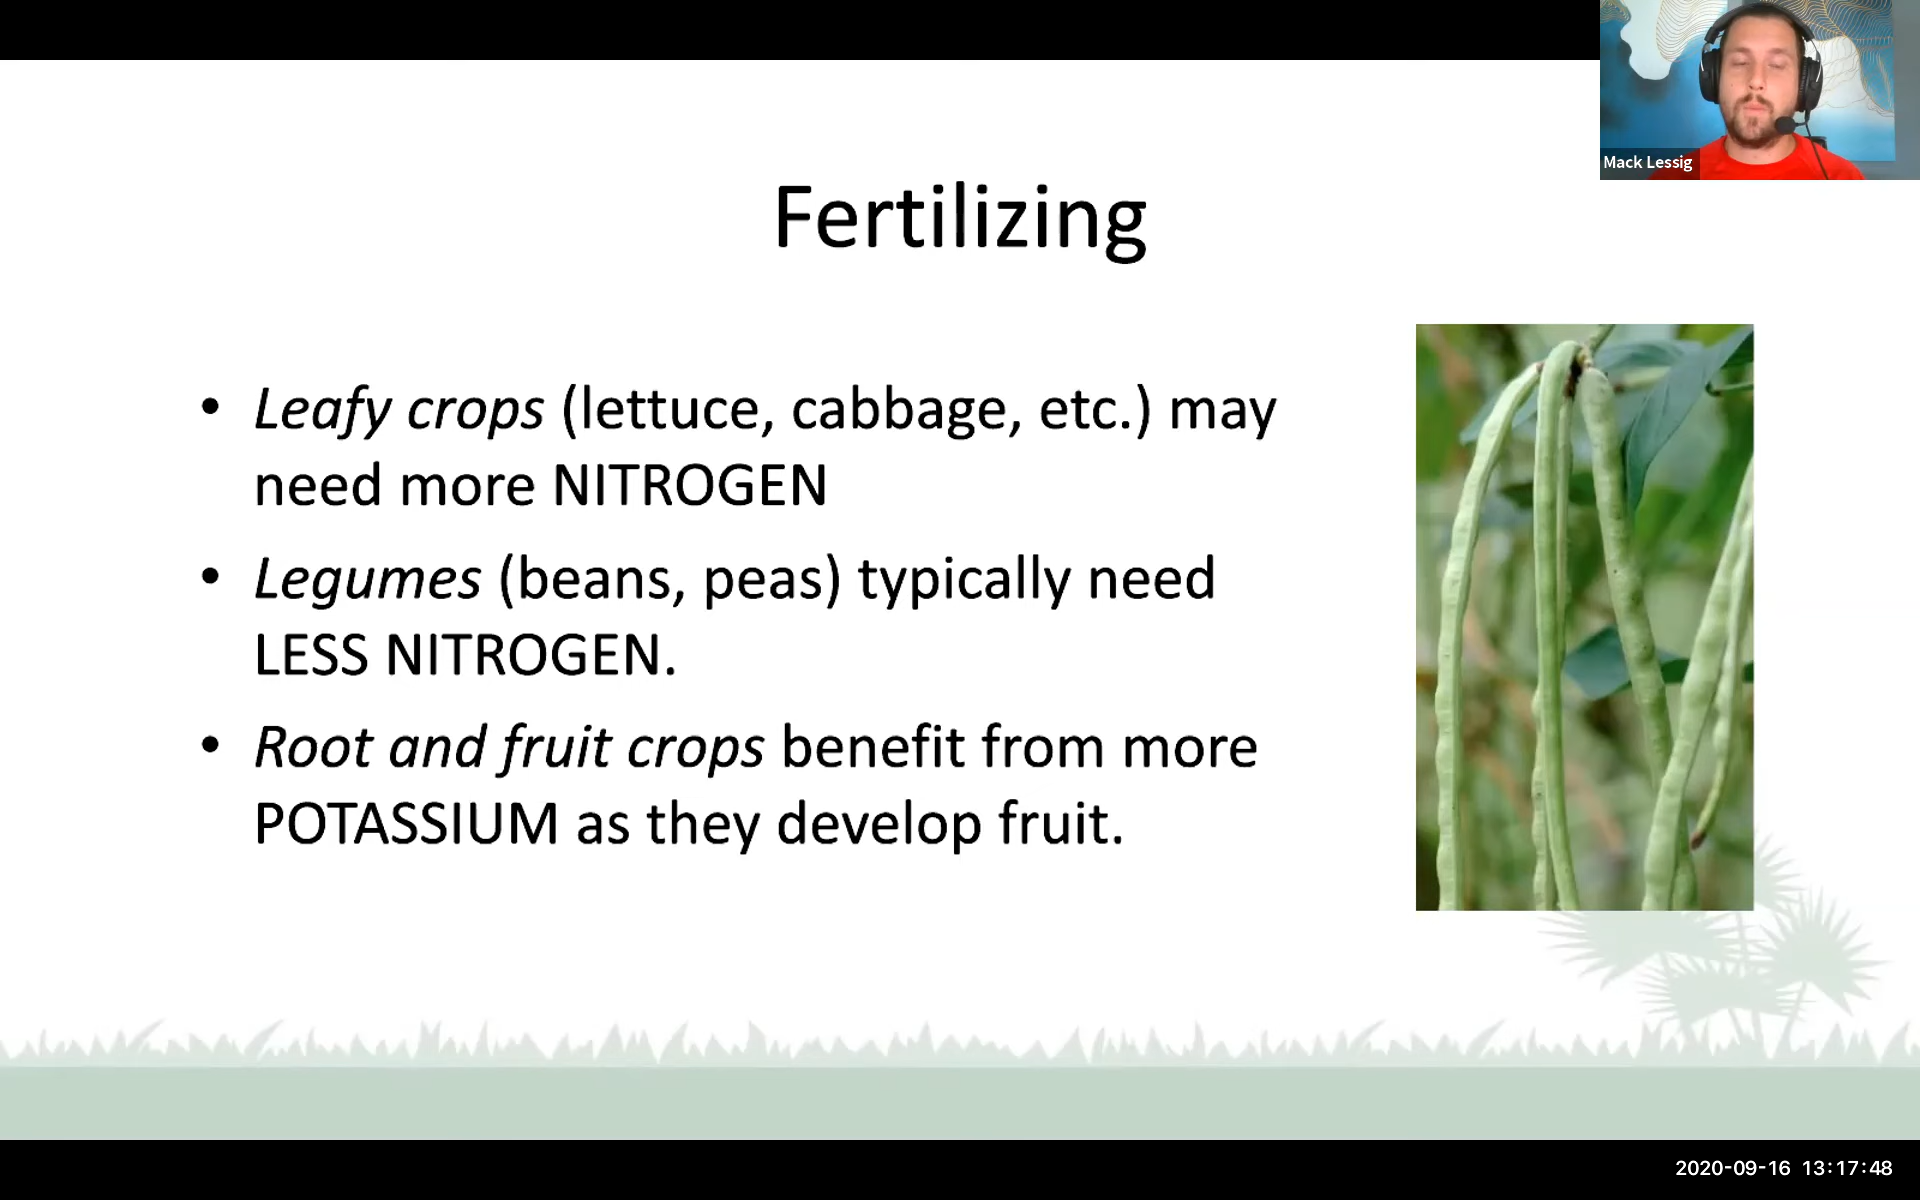 Mack Lessig
Fertilizing
• Leafy crops (lettuce, cabbage, etc.) may
need more NITROGEN
• Legumes (beans, peas) typically need
LESS NITROGEN.
• Root and fruit crops benefit from more
POTASSIUM as they develop fruit.
2020-09-16 13:17:48